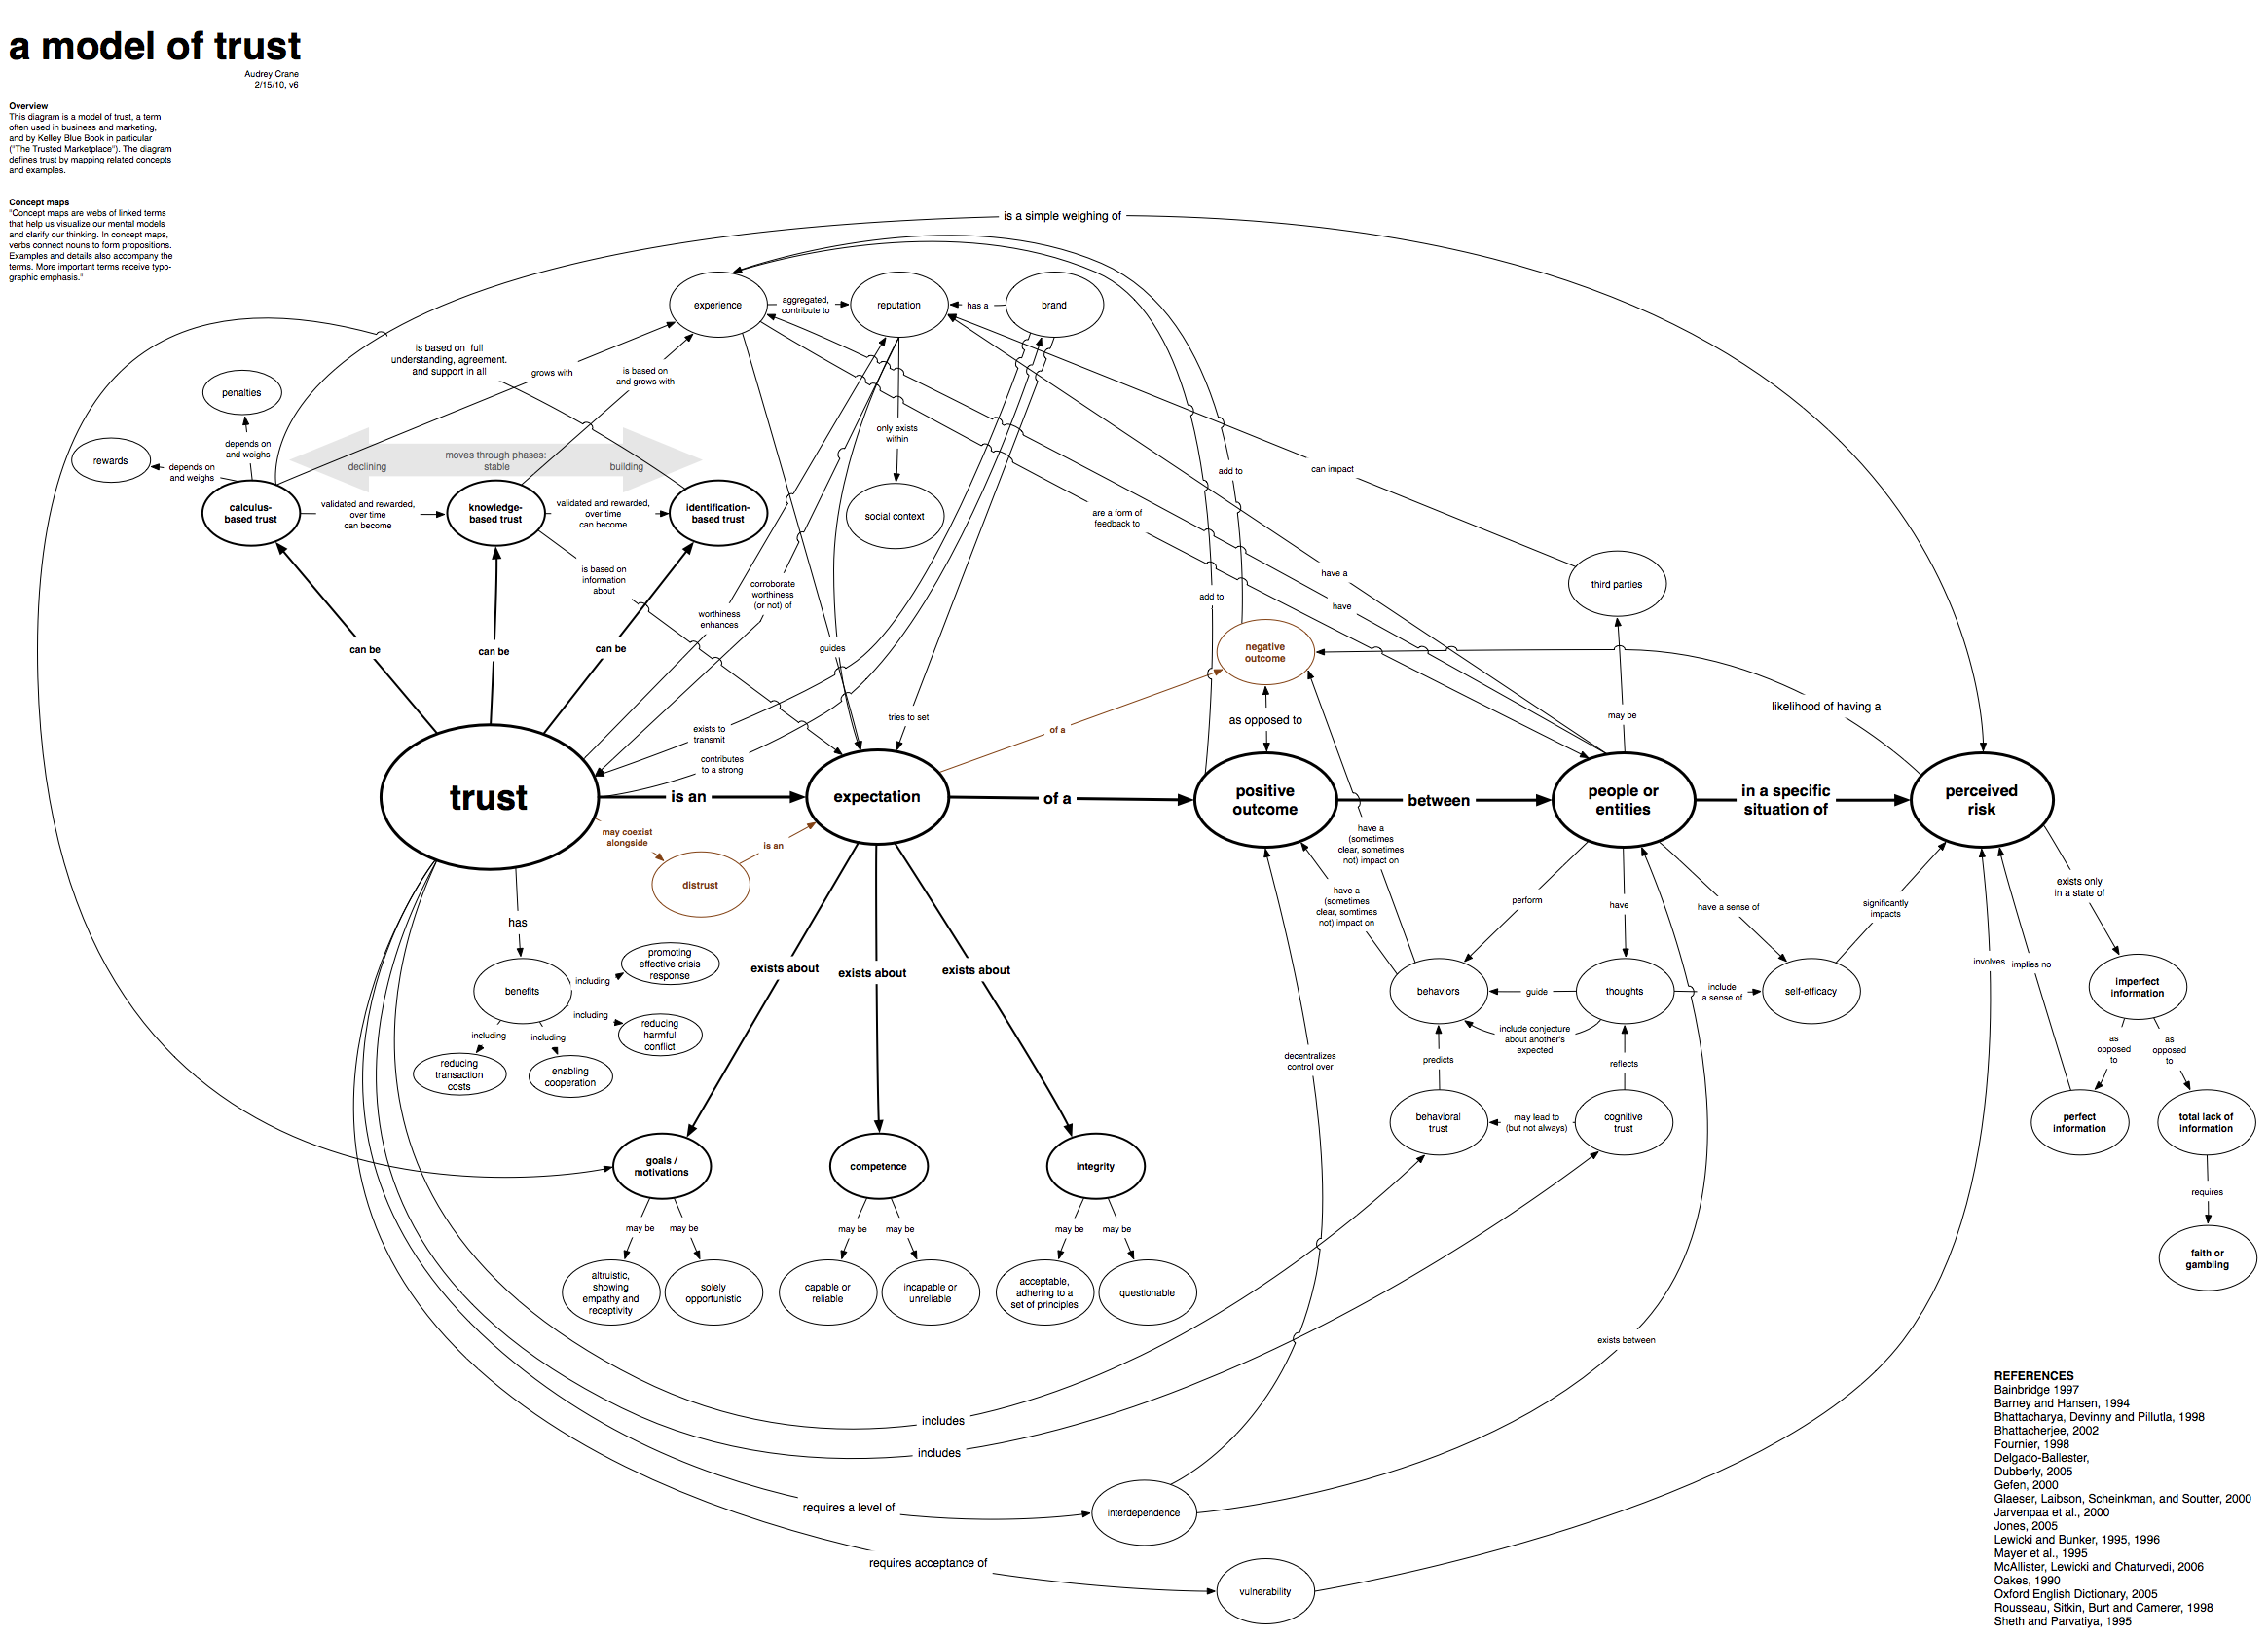 a model of trust
Audrey Crane
2/15/10, v6
Overview
This diagram is a model of trust, a term
often used in business and marketing,
and by Kelley Blue Book in particular
("The Trusted Marketplace"). The diagram
defines trust by mapping related concepts
and examples.
Concept maps
"Concept maps are webs of linked terms
that help us visualize our mental models
and clarify our thinking. In concept maps,
verbs connect nouns to form propositions.
Examples and details also accompany the
terms. More important terms receive typo-
graphic emphasis."
is a simple weighing of
experience
aggregated,
contribute to
reputation
has a
brand
is based on full
understanding, agreement.
and support in all
grows with
is based on
and grows with
penalties
depends on
and weighs
rewards
depends on
and weighs
moves through phases:
declining
stable
building
only exists
within
social context
add to
can impact
calculus-
based trust
validated and rewarded,
over time
can become
knowledge-
based trust
validated and rewarded,
over time
can become
identification-
based trust
are a form of
feedback to
is based on
information
about
corroborate
worthiness
(or not) of
worthiness
enhances
have a
have
add to
third parties
can be
can be
can be
guides
negative
outcome
likelihood of having a
exists to
transmit
contributes
to a strong
tries to set
of a
as opposed to
may be
trust
is an
expectation
of a
positive
outcome
between
people or
entities
in a specific
situation of
perceived
risk
may coexist
alongside
is an
distrust
have a
(sometimes
clear, sometimes
not) impact on
have a
(sometimes
clear, somtimes
not) impact on
perform
have
have a sense of
significantly
impacts
exists only
in a state of
has
benefits
including
promoting
effective crisis
response
including
reducing
harmful
conflict
including
reducing
transaction
costs
including
enabling
cooperation
exists about
exists about
exists about
behaviors
guide
thoughts
include
a sense of
self-efficacy
involves
implies no
imperfect
information
include conjecture
about another's
expected
as
opposed
to
as
opposed
to
decentralizes
control over
predicts
reflects
behavioral
trust
may lead to
(but not always)
cognitive
trust
perfect
information
total lack of
information
requires
faith or
gambling
goals /
motivations
competence
integrity
may be
may be
may be
may be
may be
may be
altruistic,
showing
empathy and
receptivity
solely
opportunistic
capable or
reliable
incapable or
unreliable
acceptable,
adhering to a
set of principles
questionable
exists between
includes
includes
requires a level of
interdependence
requires acceptance of
vulnerability
REFERENCES
Bainbridge 1997
Barney and Hansen, 1994
Bhattacharya, Devinny and Pillutla, 1998
Bhattacherjee, 2002
Fournier, 1998
Delgado-Ballester,
Dubberly, 2005
Gefen, 2000
Glaeser, Laibson, Scheinkman, and Soutter, 2000
Jarvenpaa et al., 2000
Jones, 2005
Lewicki and Bunker, 1995, 1996
Mayer et al., 1995
McAllister, Lewicki and Chaturvedi, 2006
Oakes, 1990
Oxford English Dictionary, 2005
Rousseau, Sitkin, Burt and Camerer, 1998
Sheth and Parvatiya, 1995